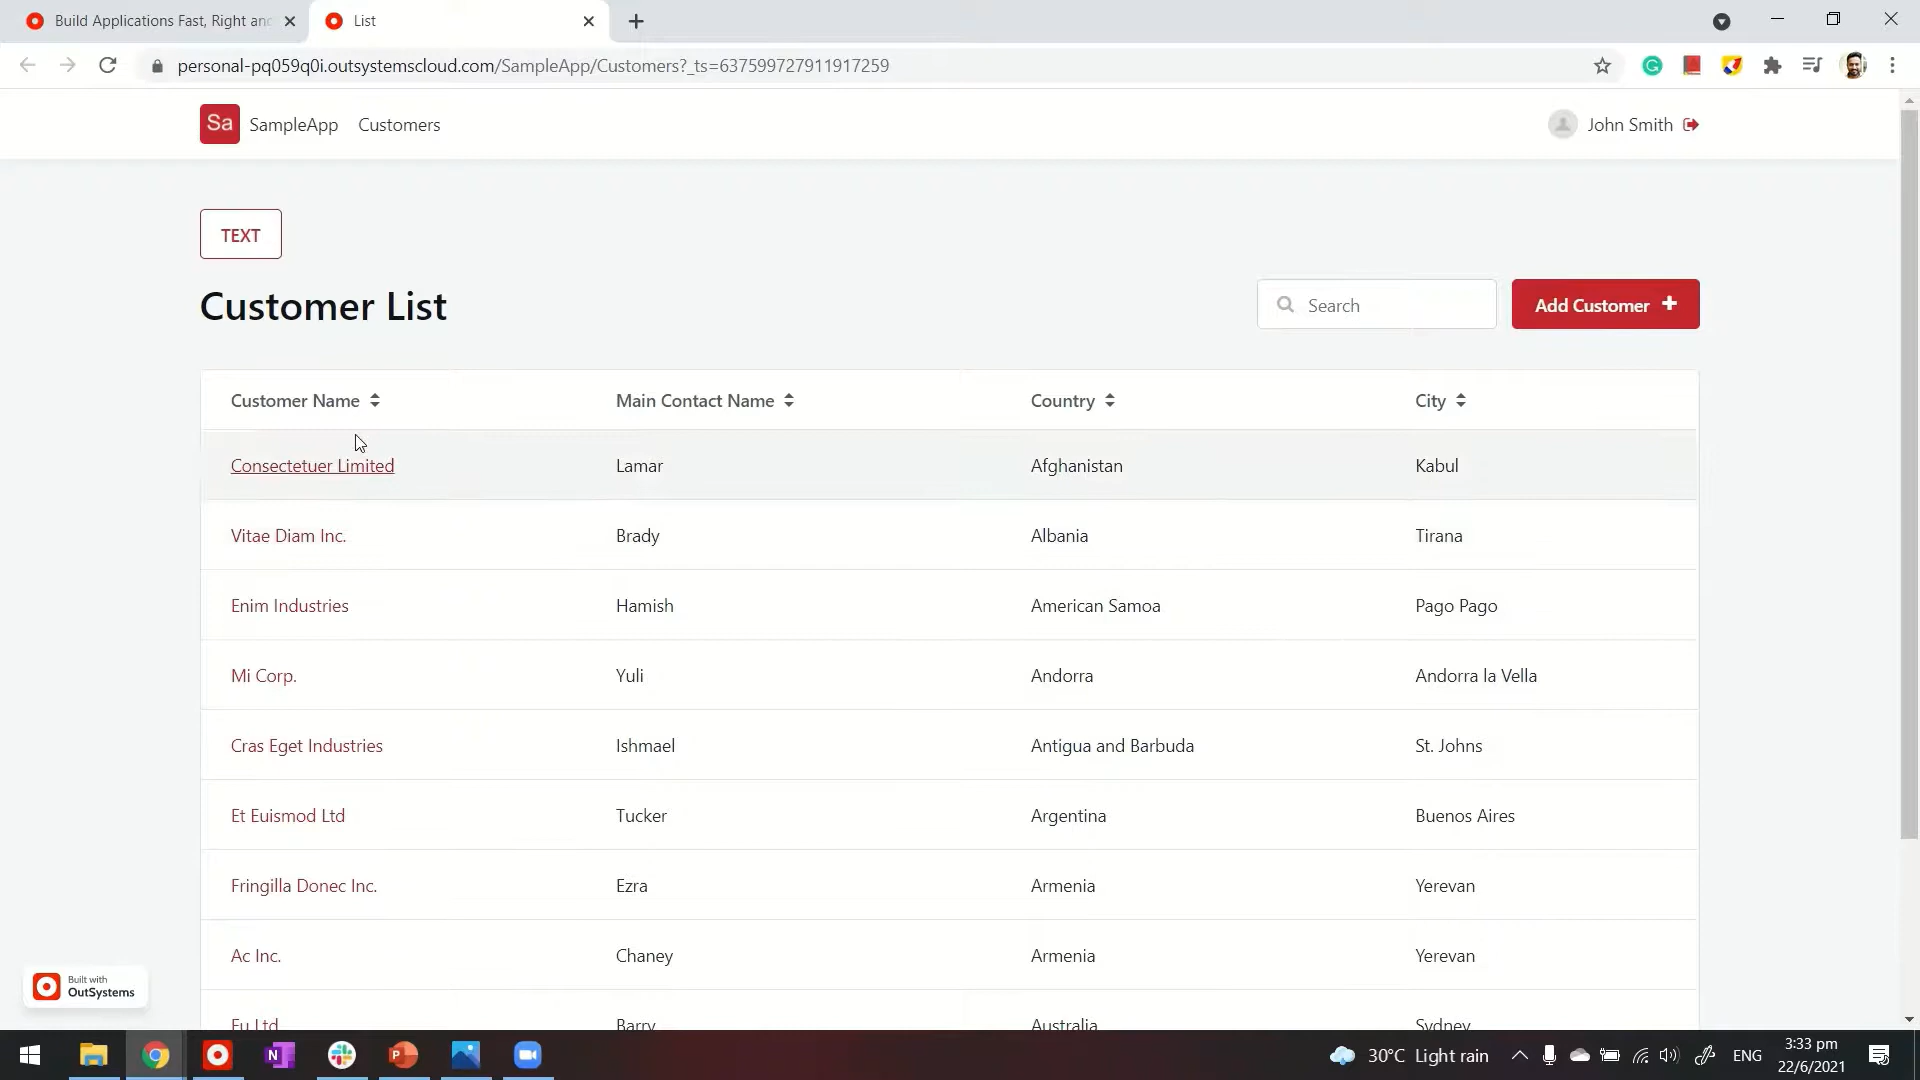 Build Applications Fast, Right and
List
personal-pq059q0i.outsystemscloud.com/SampleApp/Customers?_ts=637599727911917259
Sa SampleApp Customers John Smith
TEXT
Customer List Search Add Customer +
Customer Name Main Contact Name Country City
Consectetuer Limited Lamar Afghanistan Kabul
Vitae Diam Inc. Brady Albania Tirana
Enim Industries Hamish American Samoa Pago Pago
Mi Corp. Yuli Andorra Andorra la Vella
Cras Eget Industries Ishmael Antigua and Barbuda St. Johns
Et Euismod Ltd Tucker Argentina Buenos Aires
Fringilla Donec Inc. Ezra Armenia Yerevan
Ac Inc. Chaney Armenia Yerevan
Eu Ltd Barry Australia Sydney
Built with
OutSystems
30°C Light rain ENG
3:33 pm
22/6/2021